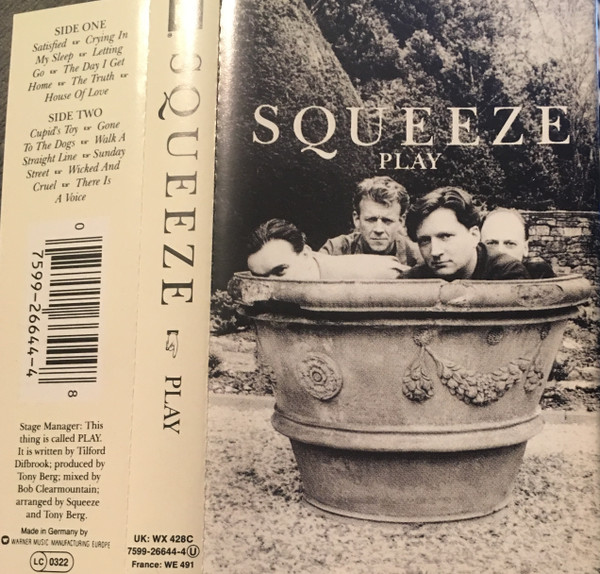 SIDE ONE
Satisfied ☞ Crying In
My Sleep ☞ Letting
Go ☞ The Day I Get
Home ☞ The Truth ☞
House Of Love
SIDE TWO
Cupid's Toy ☞ Gone
To The Dogs ☞ Walk A
Straight Line ☞ Sunday
Street ☞ Wicked And
Cruel ☞ There Is
A Voice
0 7599-26644-4 8
Stage Manager: This
thing is called PLAY.
It is written by Tilford
Difbrook; produced by
Tony Berg; mixed by
Bob Clearmountain;
arranged by Squeeze
and Tony Berg.
Made in Germany by
WARNER MUSIC MANUFACTURING EUROPE
LC 0322
SQUEEZE ☞ PLAY
UK: WX 428C
7599-26644-4 U
France: WE 491
SQUEEZE
PLAY